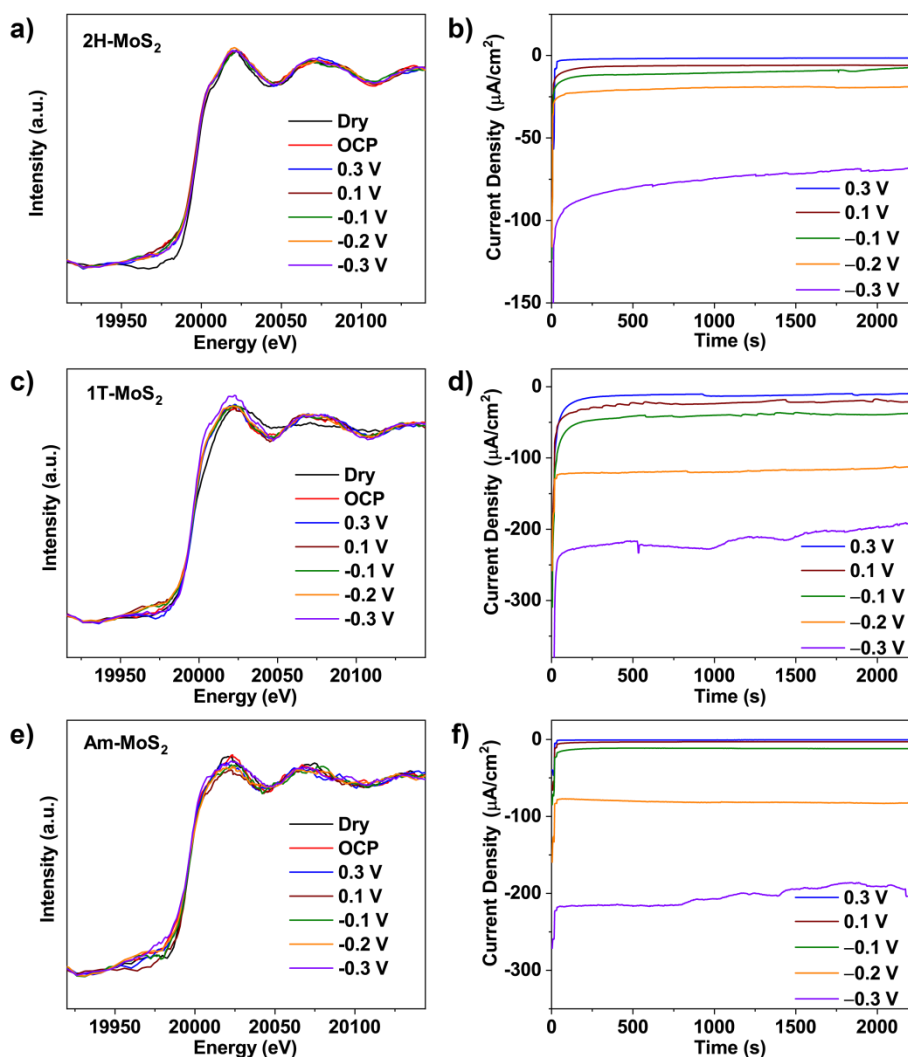 a)
2H-MoS2
Intensity (a.u.)
Dry
OCP
0.3 V
0.1 V
-0.1 V
-0.2 V
-0.3 V
19950 20000 20050 20100
Energy (eV)
b)
Current Density (μA/cm2)
0
-50
-100
-150
0.3 V
0.1 V
–0.1 V
–0.2 V
–0.3 V
0 500 1000 1500 2000
Time (s)
c)
1T-MoS2
Intensity (a.u.)
Dry
OCP
0.3 V
0.1 V
-0.1 V
-0.2 V
-0.3 V
19950 20000 20050 20100
Energy (eV)
d)
Current Density (μA/cm2)
0
-100
-200
-300
0.3 V
0.1 V
–0.1 V
–0.2 V
–0.3 V
0 500 1000 1500 2000
Time (s)
e)
Am-MoS2
Intensity (a.u.)
Dry
OCP
0.3 V
0.1 V
-0.1 V
-0.2 V
-0.3 V
19950 20000 20050 20100
Energy (eV)
f)
Current Density (μA/cm2)
0
-100
-200
-300
0.3 V
0.1 V
–0.1 V
–0.2 V
–0.3 V
0 500 1000 1500 2000
Time (s)